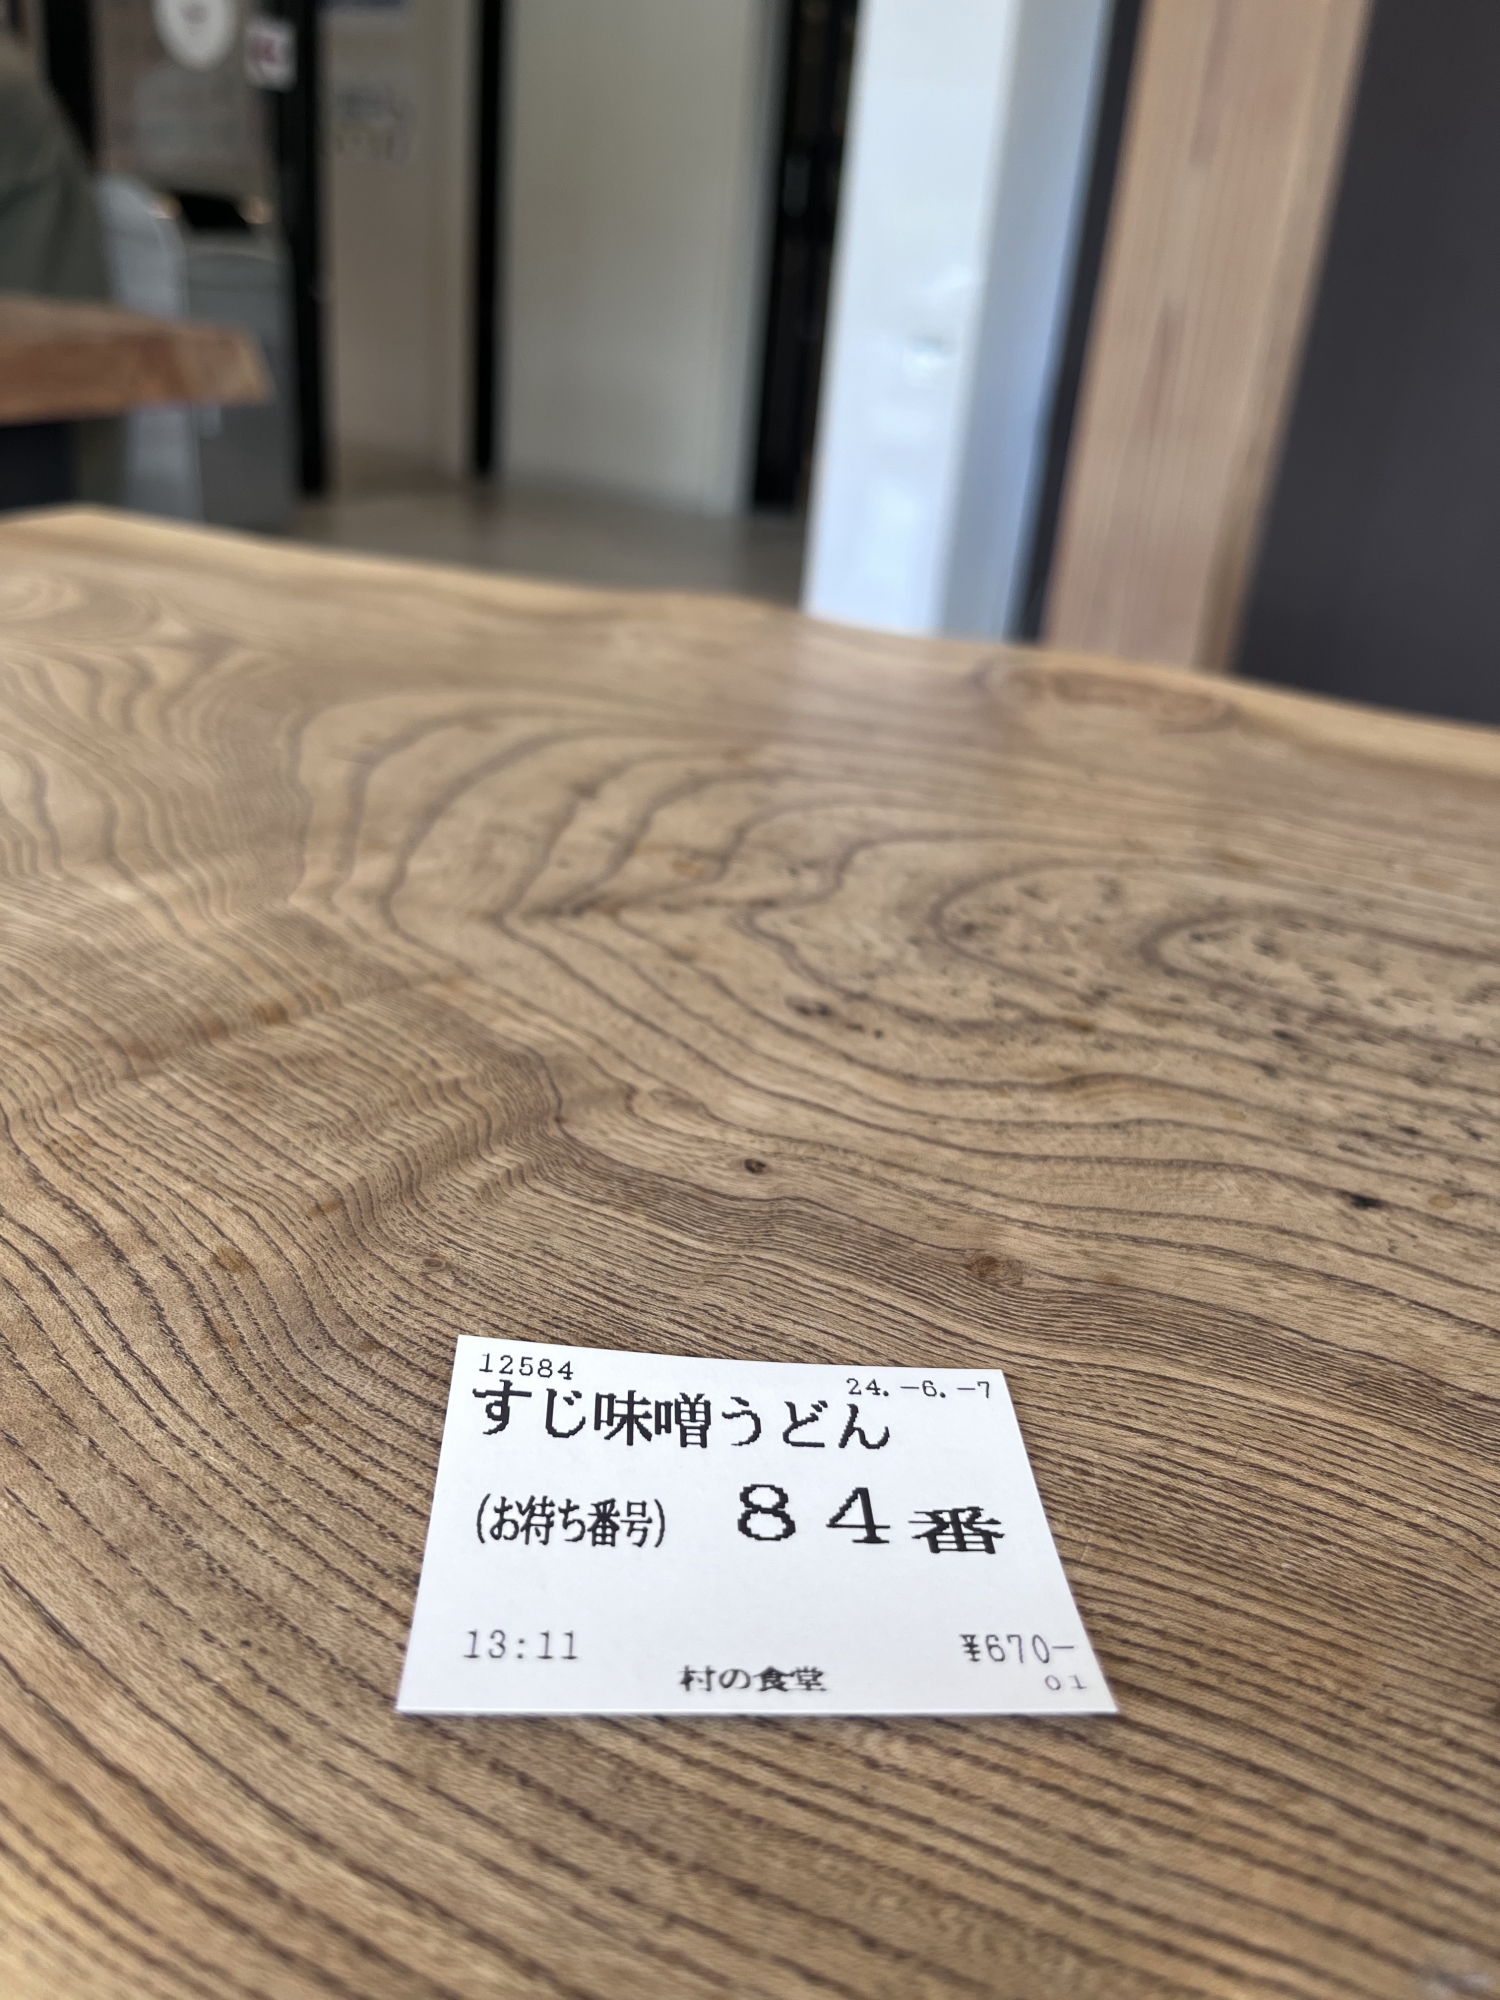 12584
24.-6.-7
すじ味噌うどん
(お待ち番号) 84番
13:11 ¥670-
村の食堂 01